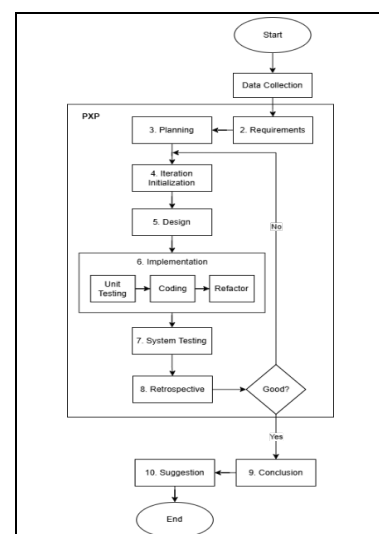 Start
Data Collection
PXP
3. Planning
2. Requirements
4. Iteration
Initialization
5. Design
No
6. Implementation
Unit
Testing
Coding
Refactor
7. System Testing
8. Retrospective
Good?
Yes
10. Suggestion
9. Conclusion
End